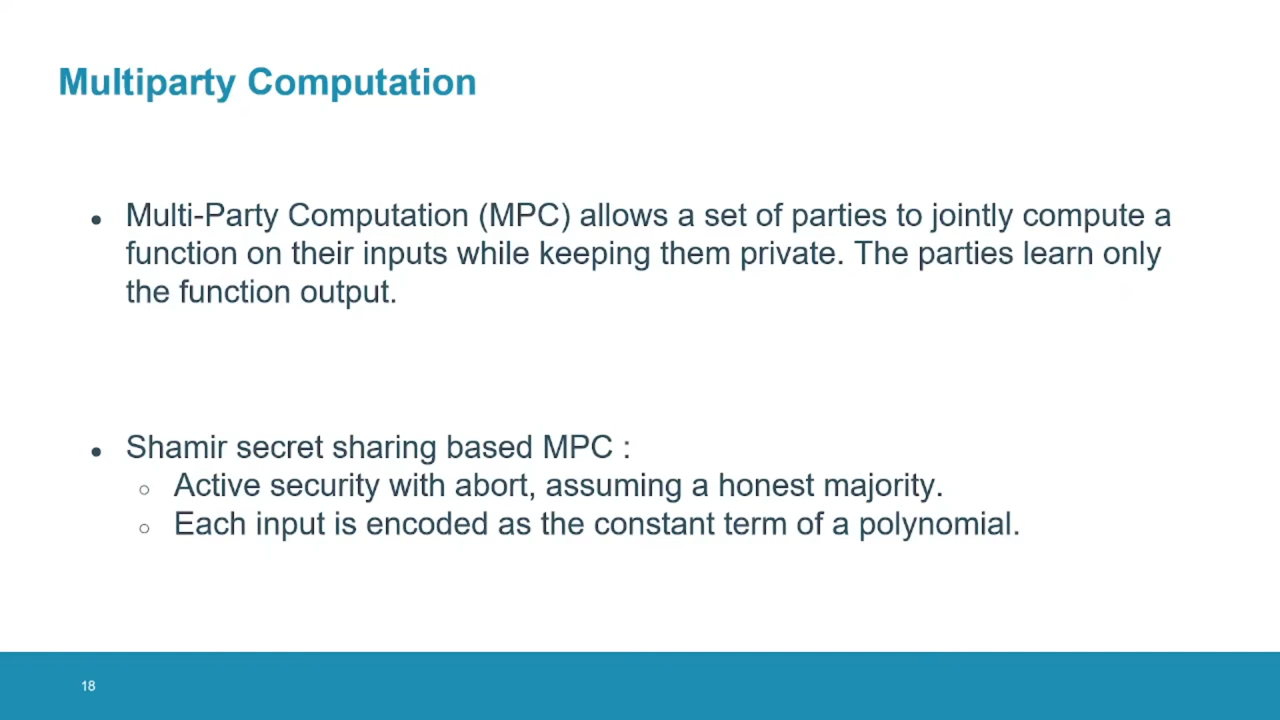 Multiparty Computation
● Multi-Party Computation (MPC) allows a set of parties to jointly compute a
function on their inputs while keeping them private. The parties learn only
the function output.
● Shamir secret sharing based MPC :
○ Active security with abort, assuming a honest majority.
○ Each input is encoded as the constant term of a polynomial.
18